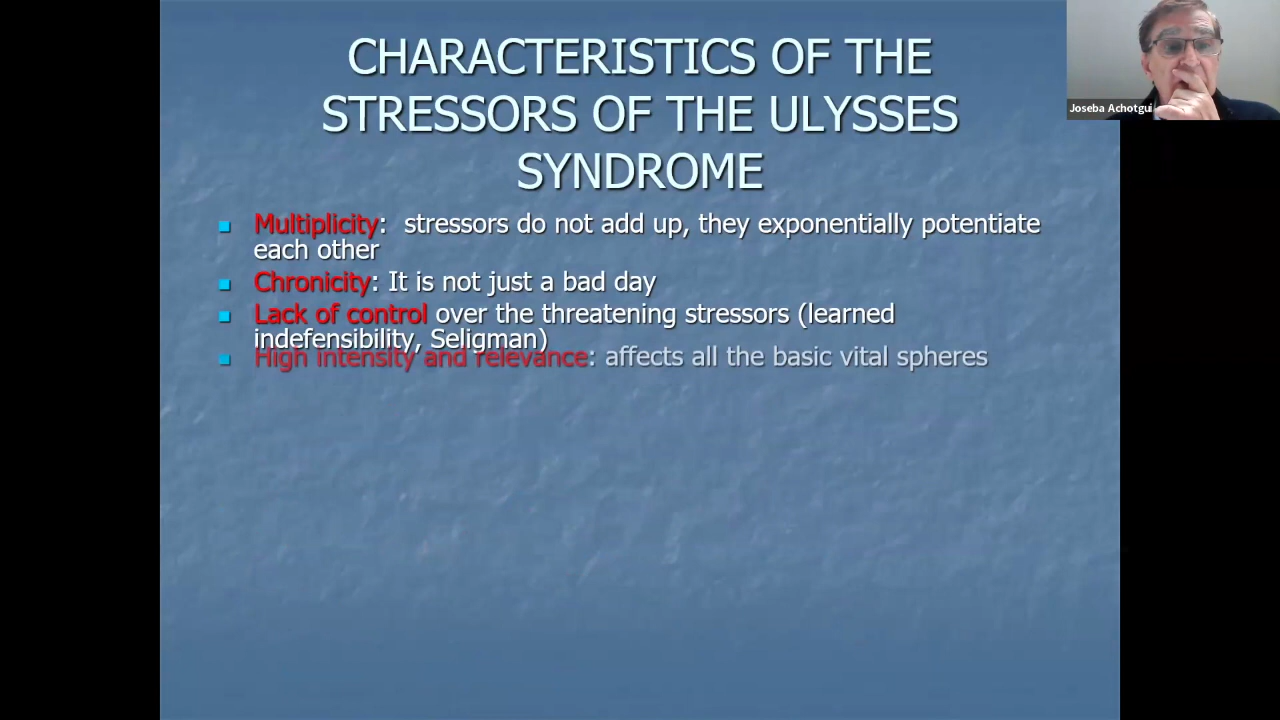 CHARACTERISTICS OF THE
STRESSORS OF THE ULYSSES
SYNDROME
Joseba Achotgui
Multiplicity:  stressors do not add up, they exponentially potentiate
each other
Chronicity: It is not just a bad day
Lack of control over the threatening stressors (learned
indefensibility, Seligman)
High intensity and relevance: affects all the basic vital spheres